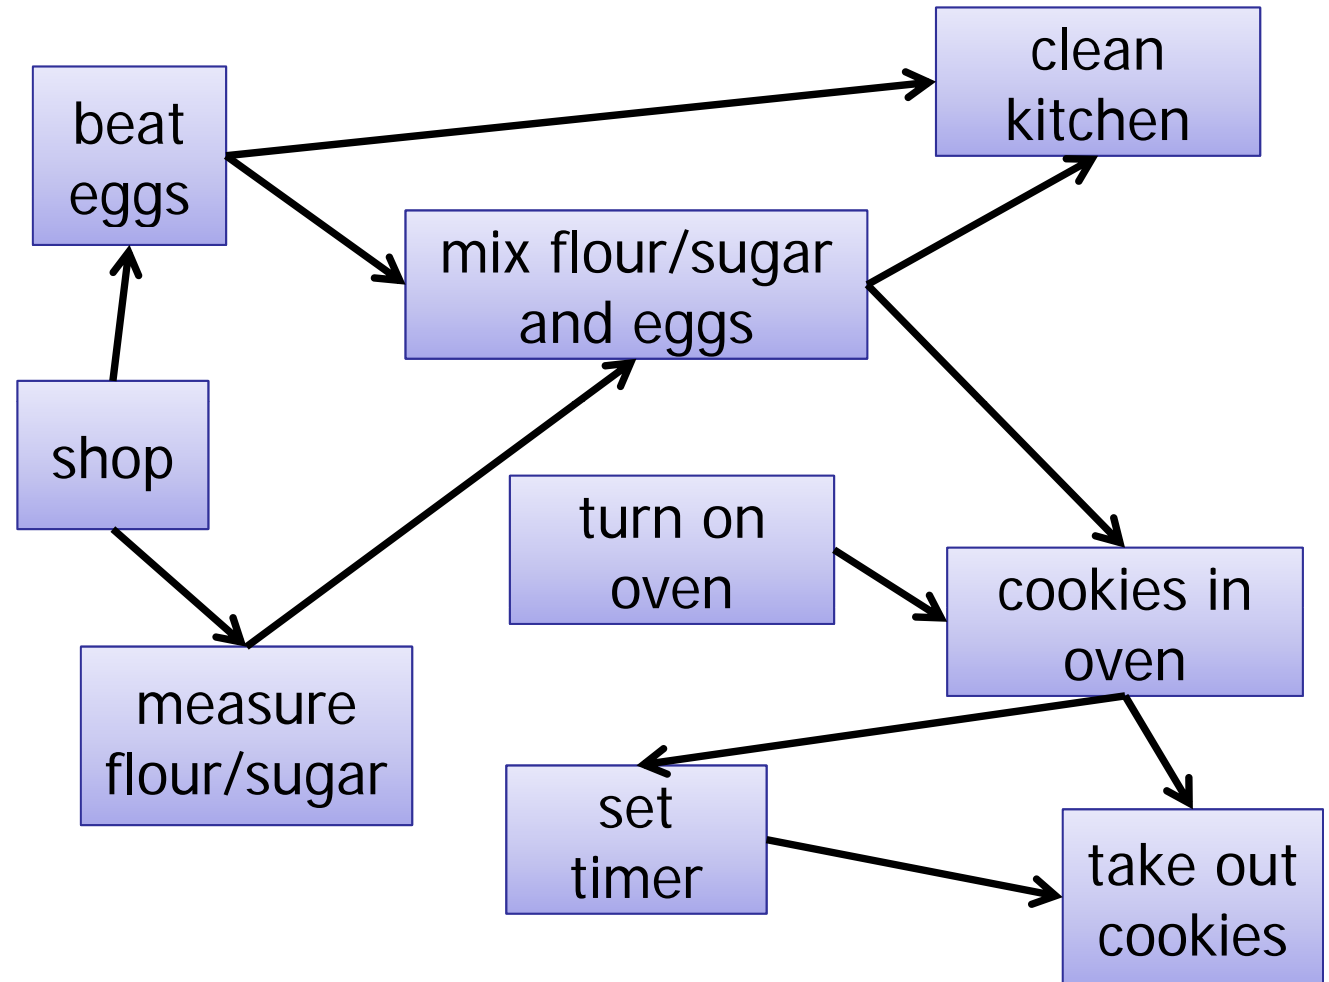 clean
kitchen
beat
eggs
mix flour/sugar
and eggs
shop
turn on
oven
cookies in
oven
measure
flour/sugar
set
timer
take out
cookies